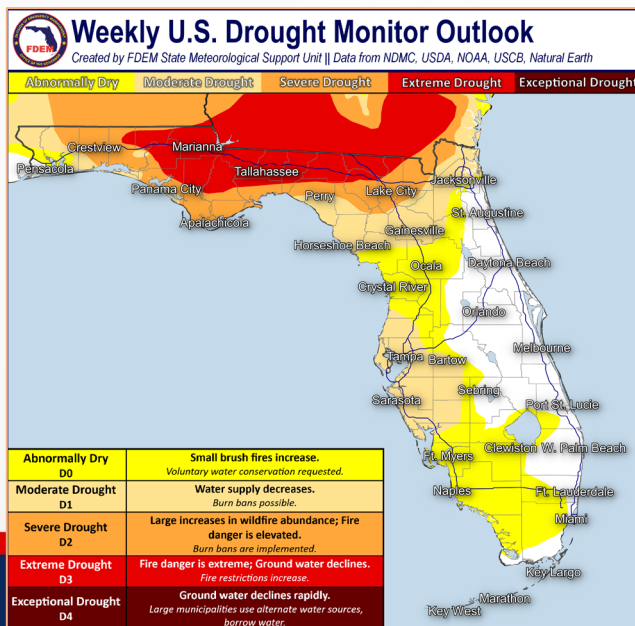 Weekly U.S. Drought Monitor Outlook
FDEM
Created by FDEM State Meteorological Support Unit || Data from NDMC, USDA, NOAA, USCB, Natural Earth
Abnormally Dry Moderate Drought Severe Drought Extreme Drought Exceptional Drought
Crestview
Marianna
Pensacola
Tallahassee
Jacksonville
Panama City
Lake City
Perry
Apalachicola
St. Augustine
Gainesville
Horseshoe Beach
Ocala
Daytona Beach
Crystal River
Orlando
Melbourne
Tampa
Bartow
Sebring
Sarasota
Port St. Lucie
Clewiston
W. Palm Beach
Ft. Myers
Naples
Ft. Lauderdale
Miami
Key Largo
Marathon
Key West
Abnormally Dry
D0
Small brush fires increase.
Voluntary water conservation requested.
Moderate Drought
D1
Water supply decreases.
Burn bans possible.
Severe Drought
D2
Large increases in wildfire abundance; Fire
danger is elevated.
Burn bans are implemented.
Extreme Drought
D3
Fire danger is extreme; Ground water declines.
Fire restrictions increase.
Exceptional Drought
D4
Ground water declines rapidly.
Large municipalities use alternate water sources,
borrow water.